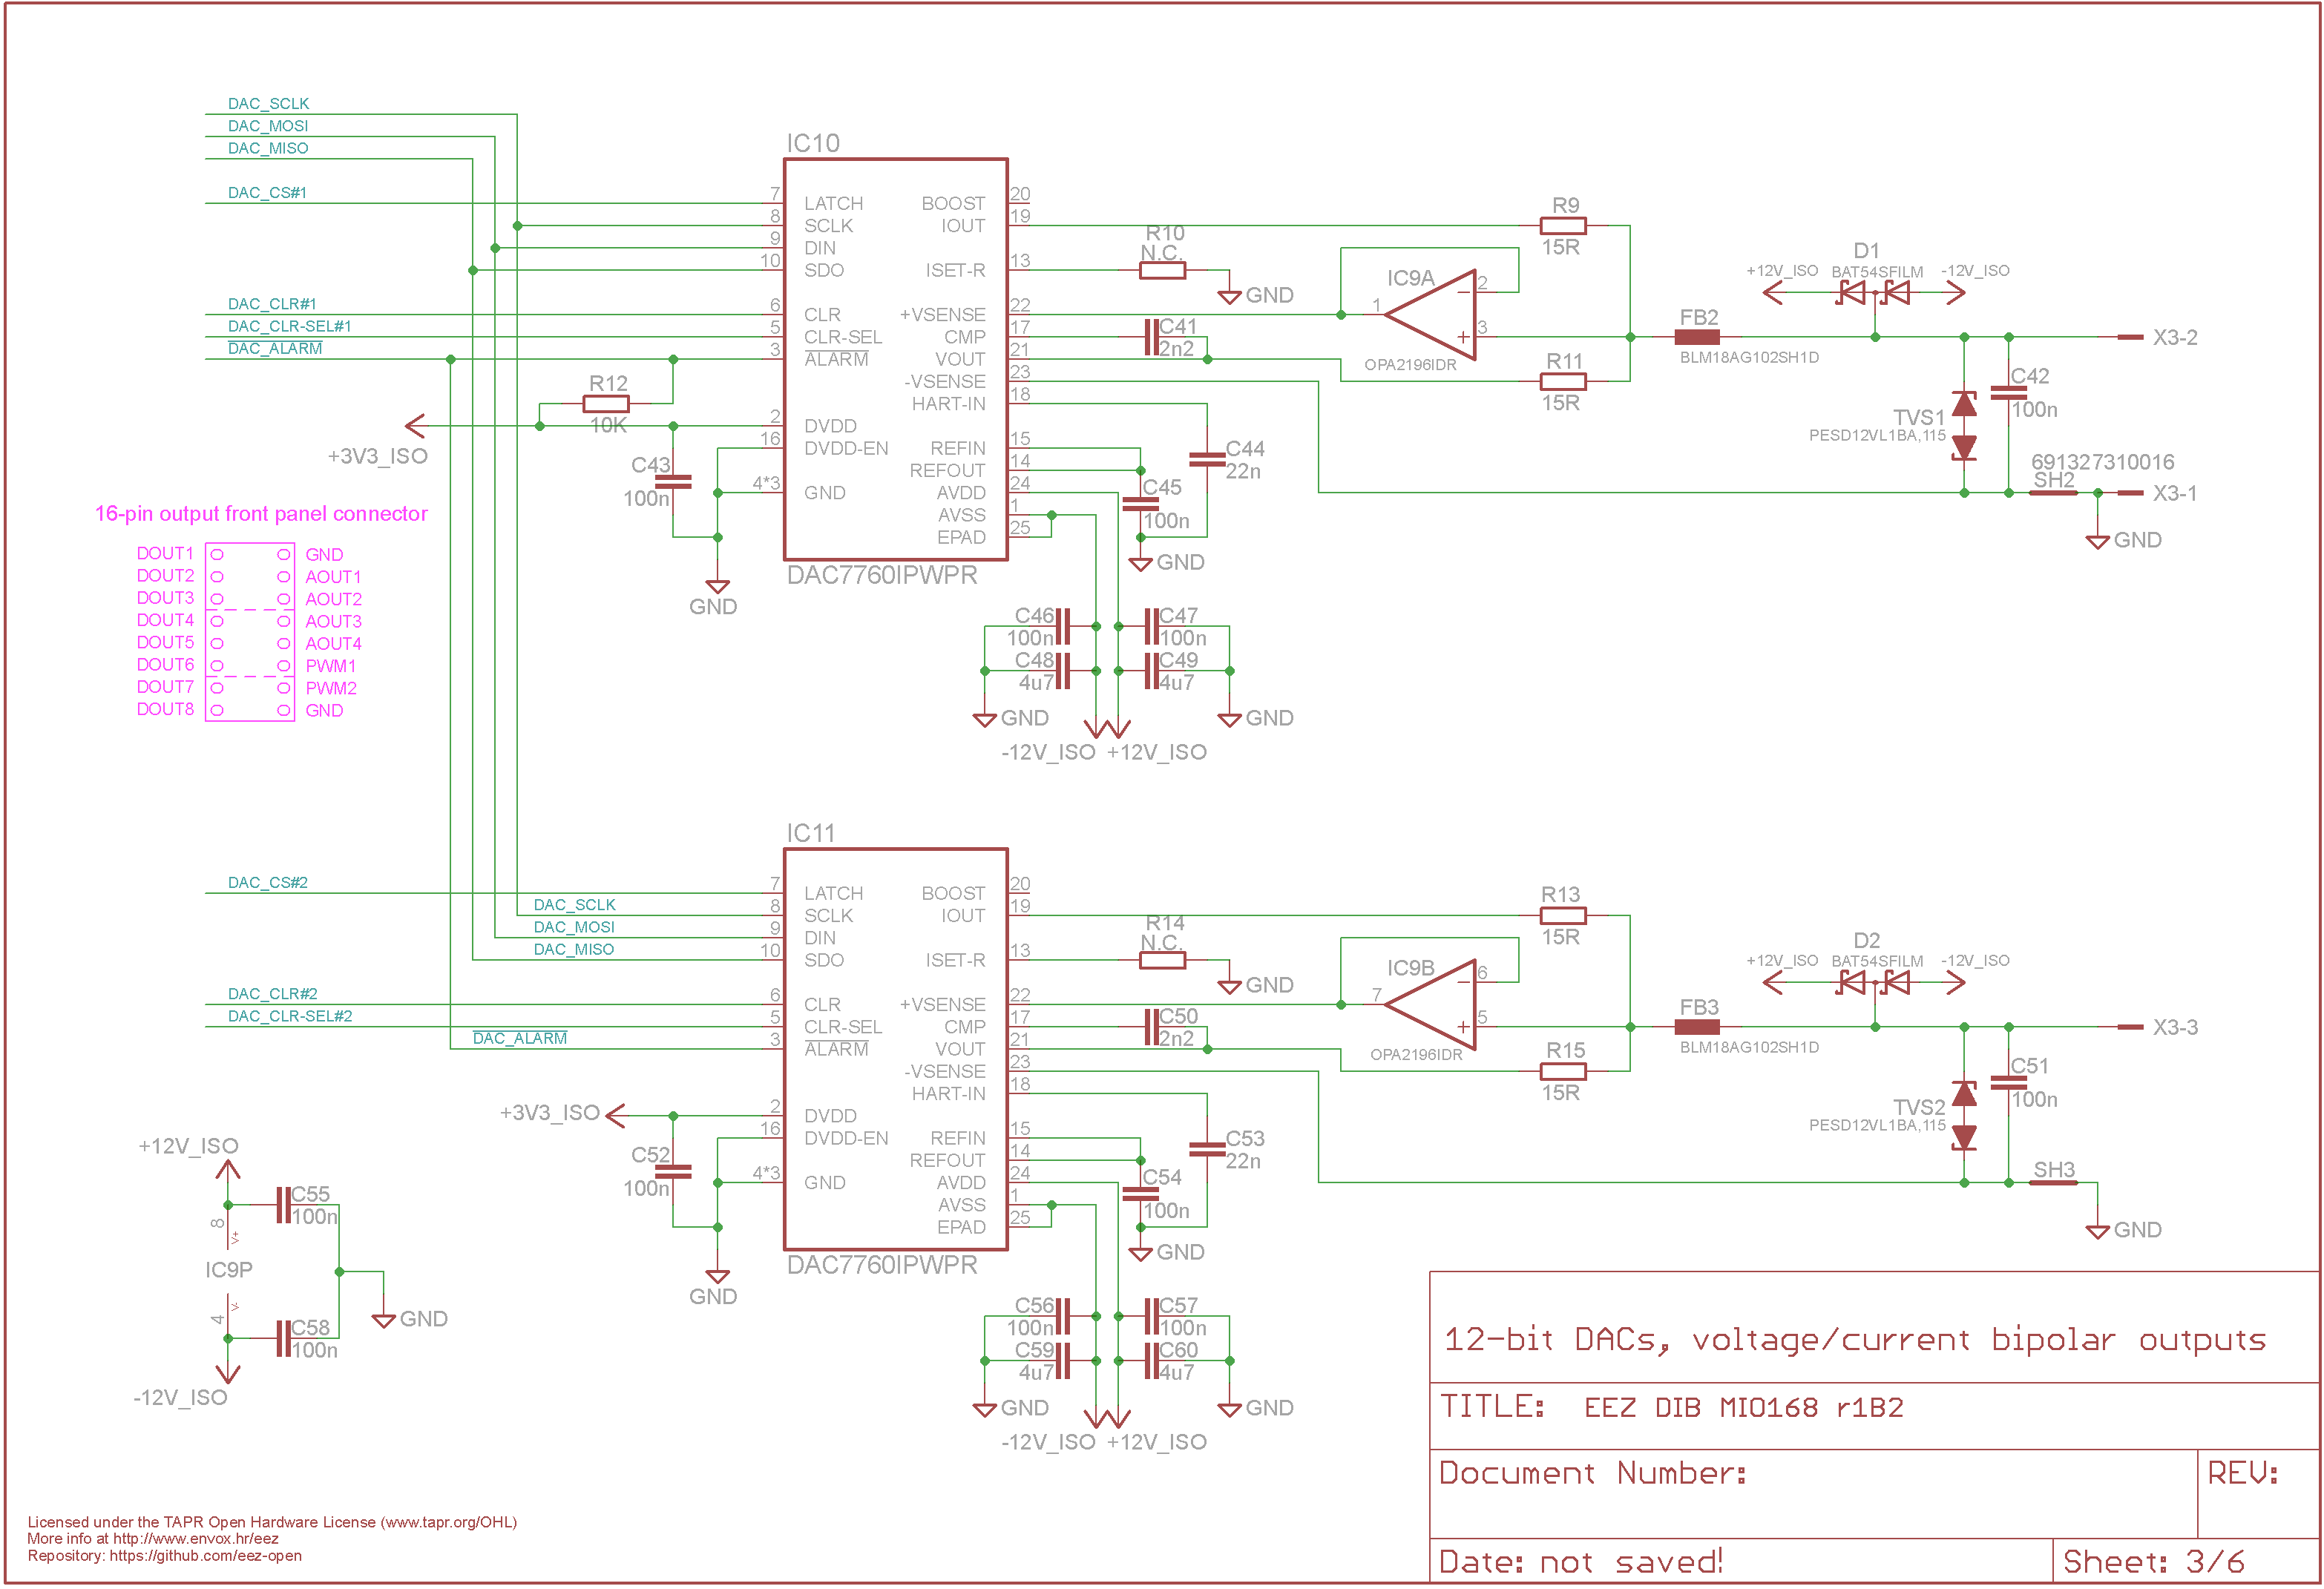 DAC_SCLK
DAC_MOSI
DAC_MISO
DAC_CS#1
DAC_CLR#1
DAC_CLR-SEL#1
DAC_ALARM
R12
10K
+3V3_ISO
C43
100n
GND
IC10
7 LATCH BOOST 20
8 SCLK IOUT 19
9 DIN
10 SDO ISET-R 13
6 CLR +VSENSE 22
5 CLR-SEL CMP 17
3 ALARM VOUT 21
-VSENSE 23
HART-IN 18
2 DVDD
16 DVDD-EN REFIN 15
REFOUT 14
4*3 GND AVDD 24
AVSS 1
EPAD 25
DAC7760IPWPR
R10
N.C.
GND
C41
2n2
C44
22n
C45
100n
GND
C46
100n
C48
4u7
GND
C47
100n
C49
4u7
GND
-12V_ISO +12V_ISO
IC9A
1
2
3
OPA2196IDR
R9
15R
R11
15R
FB2
BLM18AG102SH1D
D1
+12V_ISO BAT54SFILM -12V_ISO
TVS1
PESD12VL1BA,115
C42
100n
X3-2
691327310016
SH2
X3-1
GND
16-pin output front panel connector
DOUT1 GND
DOUT2 AOUT1
DOUT3 AOUT2
DOUT4 AOUT3
DOUT5 AOUT4
DOUT6 PWM1
DOUT7 PWM2
DOUT8 GND
DAC_CS#2
DAC_SCLK
DAC_MOSI
DAC_MISO
DAC_CLR#2
DAC_CLR-SEL#2
DAC_ALARM
+3V3_ISO
C52
100n
GND
IC11
7 LATCH BOOST 20
8 SCLK IOUT 19
9 DIN
10 SDO ISET-R 13
6 CLR +VSENSE 22
5 CLR-SEL CMP 17
3 ALARM VOUT 21
-VSENSE 23
HART-IN 18
2 DVDD
16 DVDD-EN REFIN 15
REFOUT 14
4*3 GND AVDD 24
AVSS 1
EPAD 25
DAC7760IPWPR
R14
N.C.
GND
C50
2n2
C53
22n
C54
100n
GND
C56
100n
C59
4u7
GND
C57
100n
C60
4u7
GND
-12V_ISO +12V_ISO
IC9B
7
6
5
OPA2196IDR
R13
15R
R15
15R
FB3
BLM18AG102SH1D
D2
+12V_ISO BAT54SFILM -12V_ISO
TVS2
PESD12VL1BA,115
C51
100n
X3-3
SH3
GND
+12V_ISO
C55
100n
8
V+
IC9P
V-
4
GND
C58
100n
-12V_ISO
12-bit DACs, voltage/current bipolar outputs
TITLE: EEZ DIB MIO168 r1B2
Document Number:
REV:
Date: not saved!
Sheet: 3/6
Licensed under the TAPR Open Hardware License (www.tapr.org/OHL)
More info at http://www.envox.hr/eez
Repository: https://github.com/eez-open